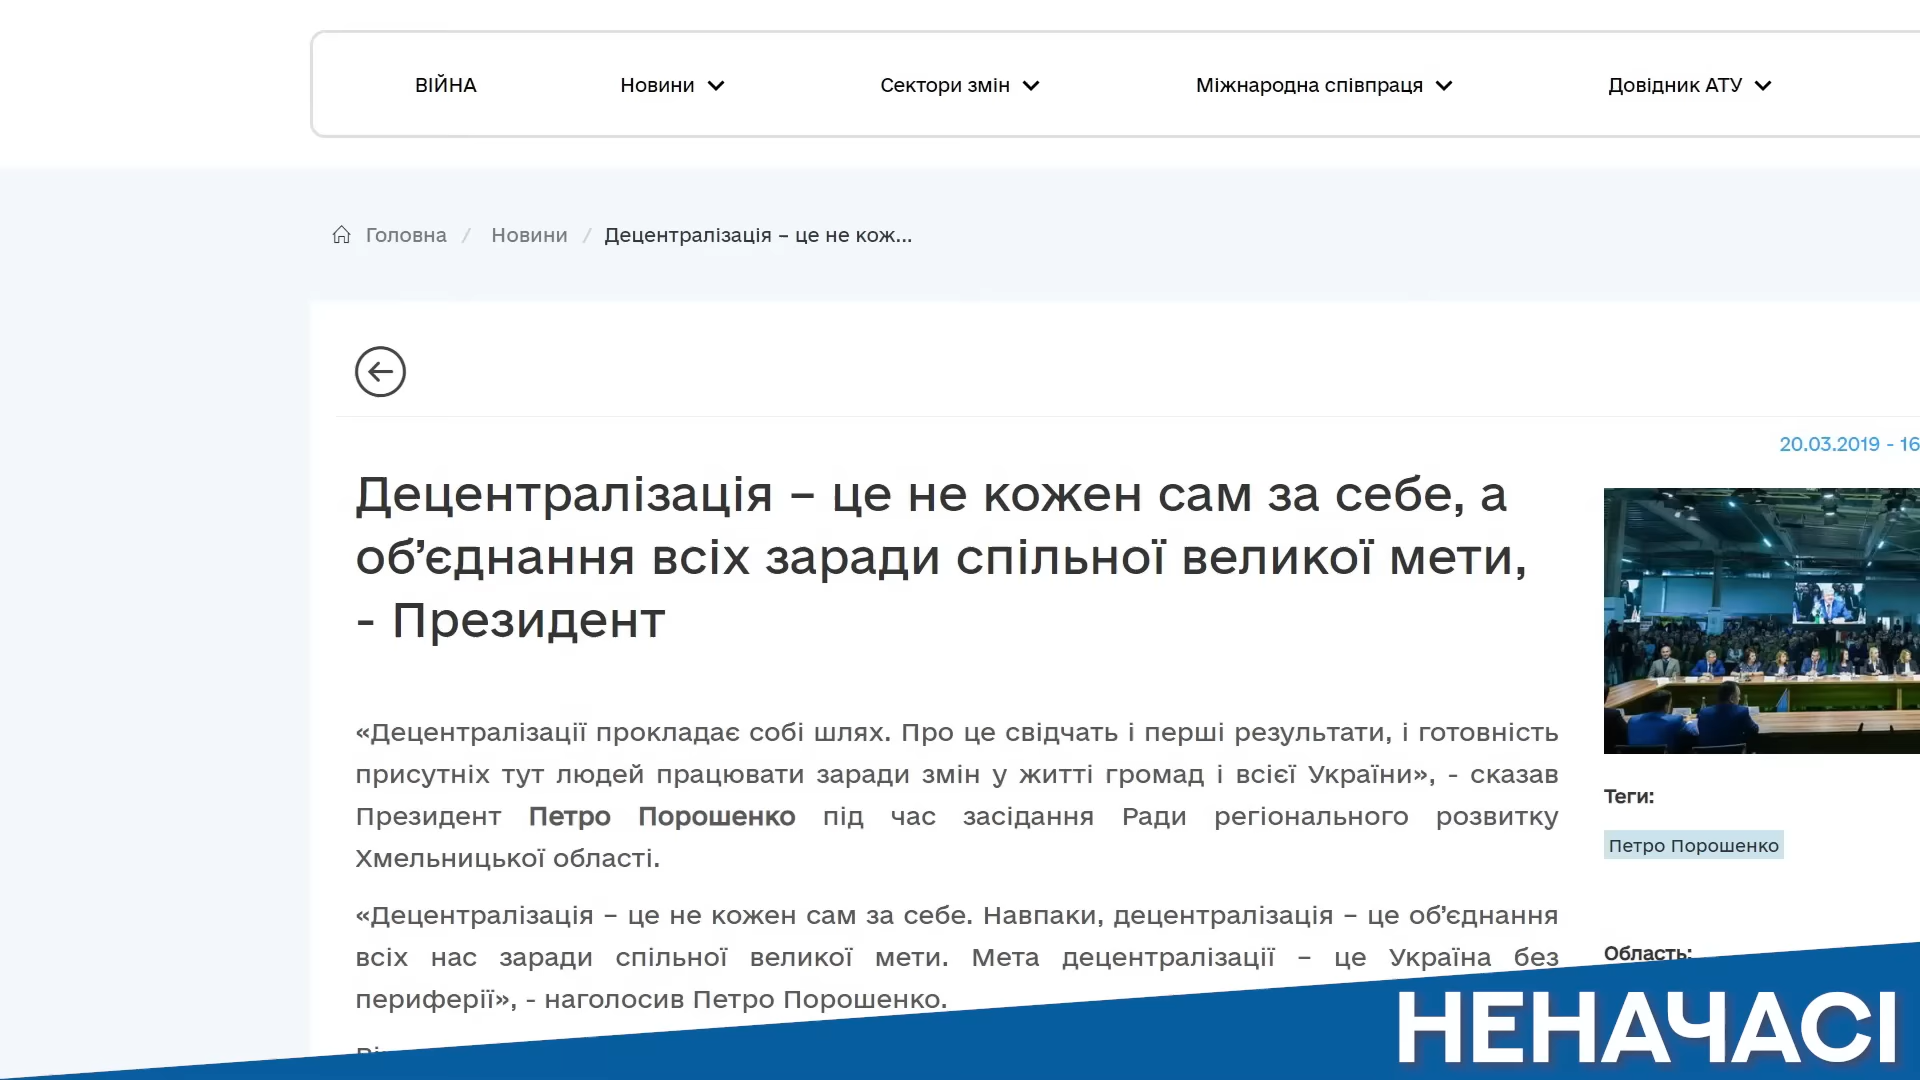 ВІЙНА
Новини
Сектори змін
Міжнародна співпраця
Довідник АТУ
Головна / Новини / Децентралізація – це не кож...
20.03.2019 - 16
Децентралізація – це не кожен сам за себе, а
об’єднання всіх заради спільної великої мети,
- Президент
«Децентралізації прокладає собі шлях. Про це свідчать і перші результати, і готовність
присутніх тут людей працювати заради змін у житті громад і всієї України», - сказав
Президент Петро Порошенко під час засідання Ради регіонального розвитку
Хмельницької області.
«Децентралізація – це не кожен сам за себе. Навпаки, децентралізація – це об’єднання
всіх нас заради спільної великої мети. Мета децентралізації – це Україна без
периферії», - наголосив Петро Порошенко.
Теги:
Петро Порошенко
Область:
НЕНАЧАСІ